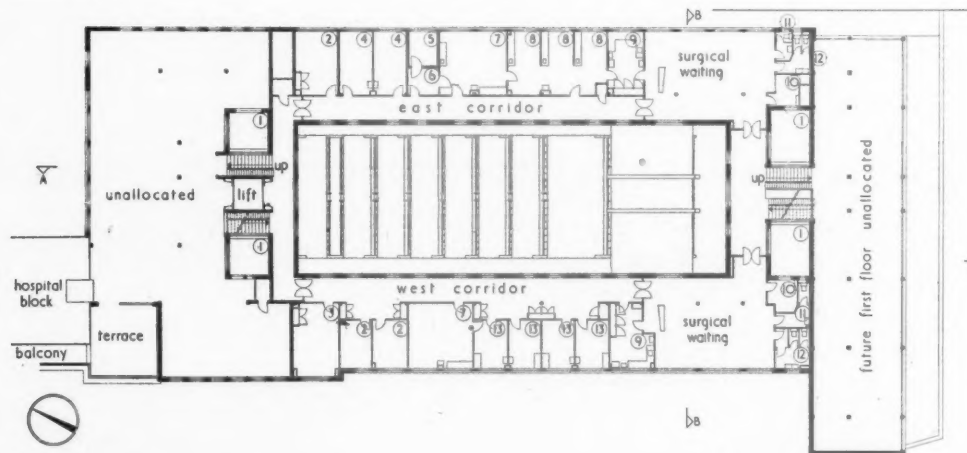 B
11
2
4
4
5
7
8
8
8
9
surgical
waiting
12
6
10
east corridor
1
1
up
A
unallocated
lift
up
future first floor unallocated
1
1
hospital
block
west corridor
10
terrace
3
2
2
7
13
13
13
13
9
surgical
waiting
11
balcony
12
B